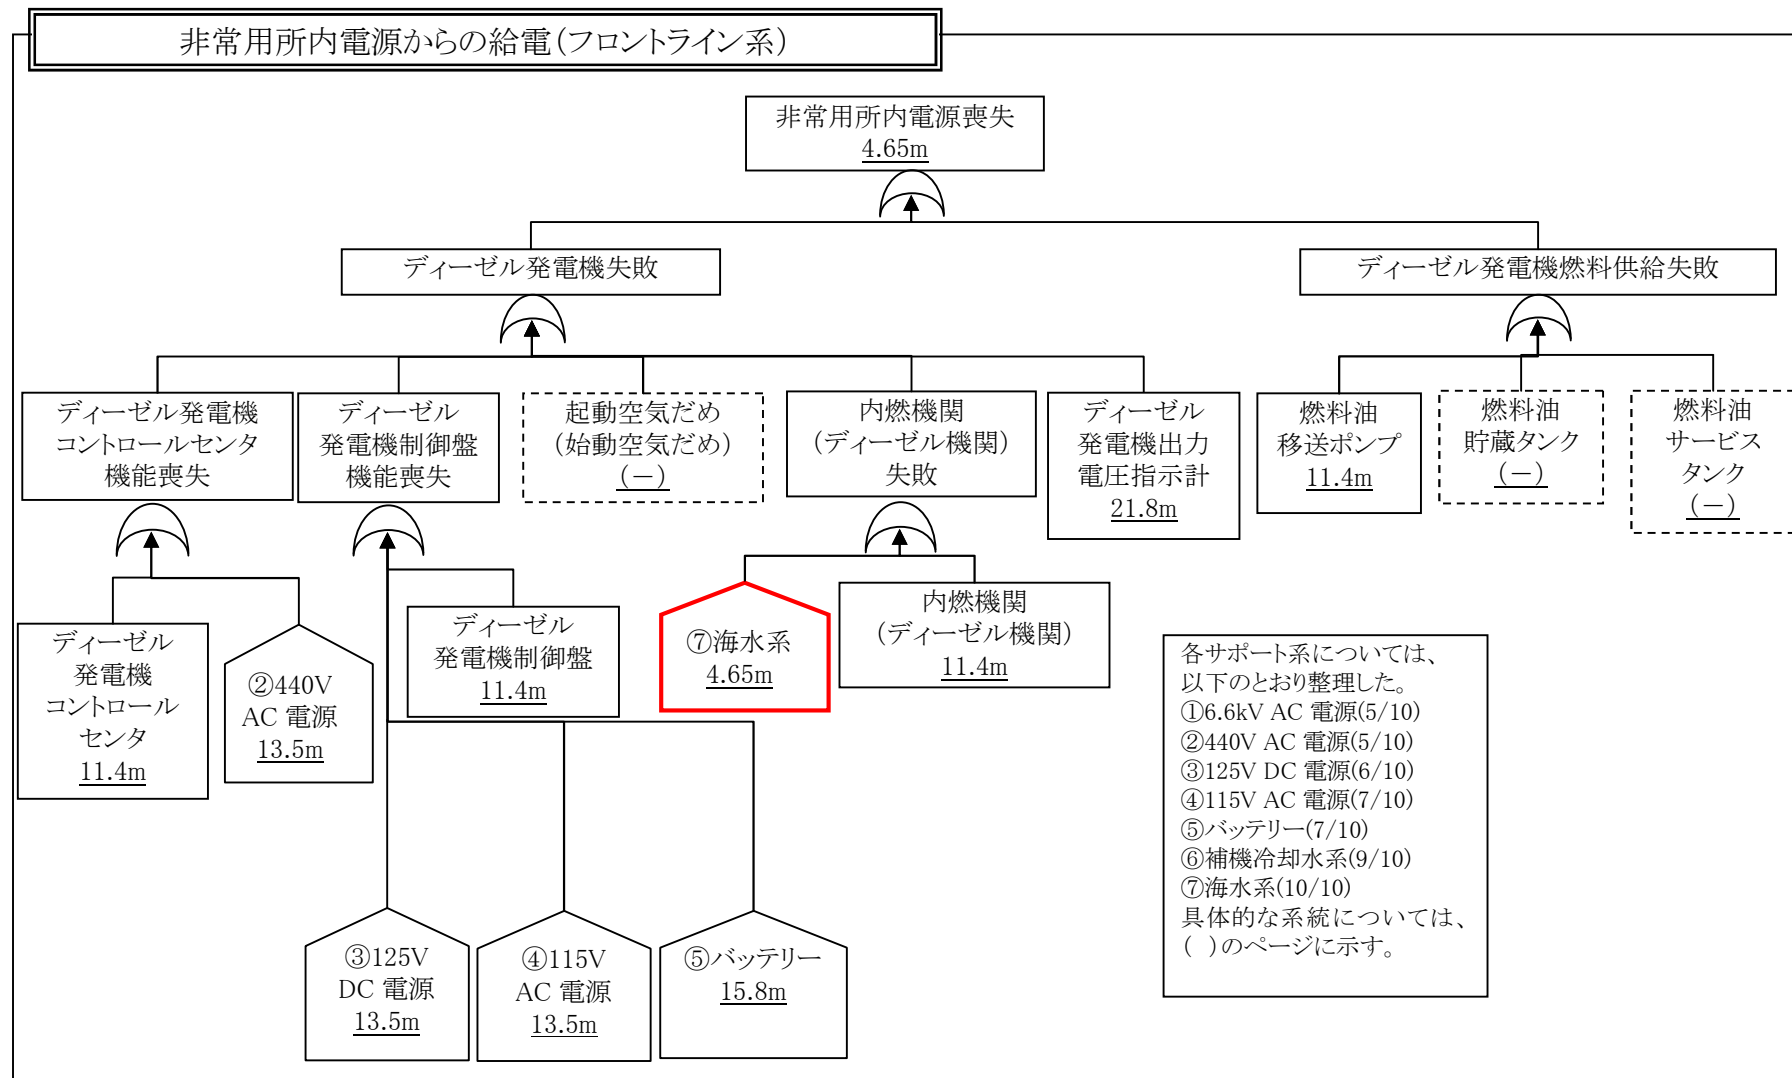 非常用所内電源からの給電(フロントライン系)
非常用所内電源喪失
4.65m
ディーゼル発電機失敗
ディーゼル発電機燃料供給失敗
ディーゼル発電機
コントロールセンタ
機能喪失
ディーゼル
発電機制御盤
機能喪失
起動空気だめ
(始動空気だめ)
(－)
内燃機関
(ディーゼル機関)
失敗
ディーゼル
発電機出力
電圧指示計
21.8m
燃料油
移送ポンプ
11.4m
燃料油
貯蔵タンク
(－)
燃料油
サービス
タンク
(－)
ディーゼル
発電機
コントロール
センタ
11.4m
②440V
AC 電源
13.5m
ディーゼル
発電機制御盤
11.4m
⑦海水系
4.65m
内燃機関
(ディーゼル機関)
11.4m
③125V
DC 電源
13.5m
④115V
AC 電源
13.5m
⑤バッテリー
15.8m
各サポート系については、
以下のとおり整理した。
①6.6kV AC 電源(5/10)
②440V AC 電源(5/10)
③125V DC 電源(6/10)
④115V AC 電源(7/10)
⑤バッテリー(7/10)
⑥補機冷却水系(9/10)
⑦海水系(10/10)
具体的な系統については、
( )のページに示す。